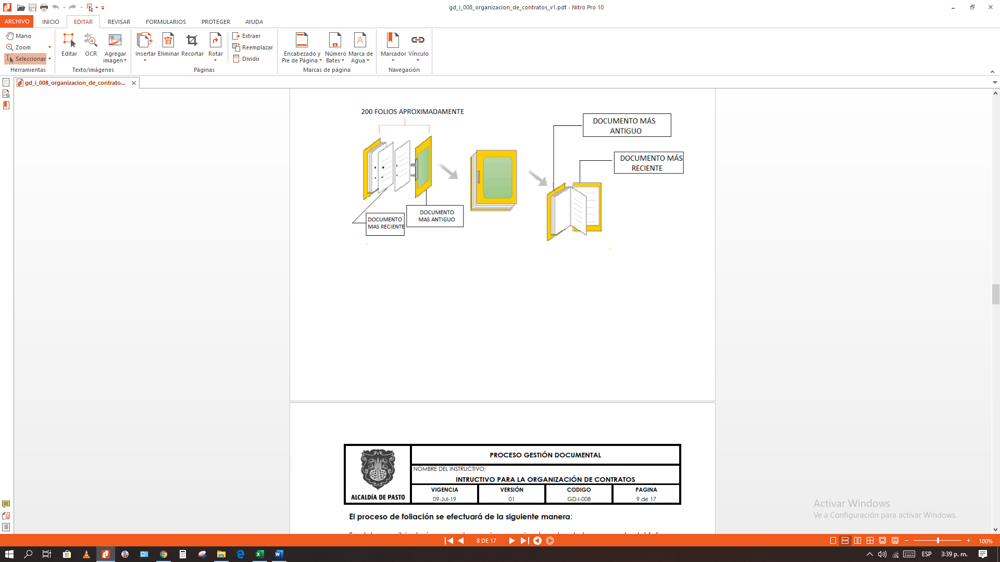 gd_i_008_organizacion_de_contratos_v1.pdf - Nitro Pro 10
ARCHIVO INICIO EDITAR REVISAR FORMULARIOS PROTEGER AYUDA
Mano
Zoom
Seleccionar
Herramientas
Editar
OCR
Agregar
imagen
Texto/imágenes
Insertar
Eliminar
Recortar
Rotar
Extraer
Reemplazar
Dividir
Páginas
Encabezado y
Pie de Página
Número
Bates
Marca de
Agua
Marcas de página
Marcador
Vínculo
Navegación
gd_i_008_organizacion_de_contrato...
200 FOLIOS APROXIMADAMENTE
DOCUMENTO
MAS RECIENTE
DOCUMENTO
MAS ANTIGUO
DOCUMENTO MÁS
ANTIGUO
DOCUMENTO MÁS
RECIENTE
ALCALDÍA DE PASTO
PROCESO GESTIÓN DOCUMENTAL
NOMBRE DEL INSTRUCTIVO:
INTRUCTIVO PARA LA ORGANIZACIÓN DE CONTRATOS
VIGENCIA VERSIÓN CODIGO PAGINA
09-Jul-19 01 GD-I-008 9 de 17
El proceso de foliación se efectuará de la siguiente manera:
Activar Windows
Ve a Configuración para activar Windows.
8 DE 17
100%
ESP
3:39 p. m.